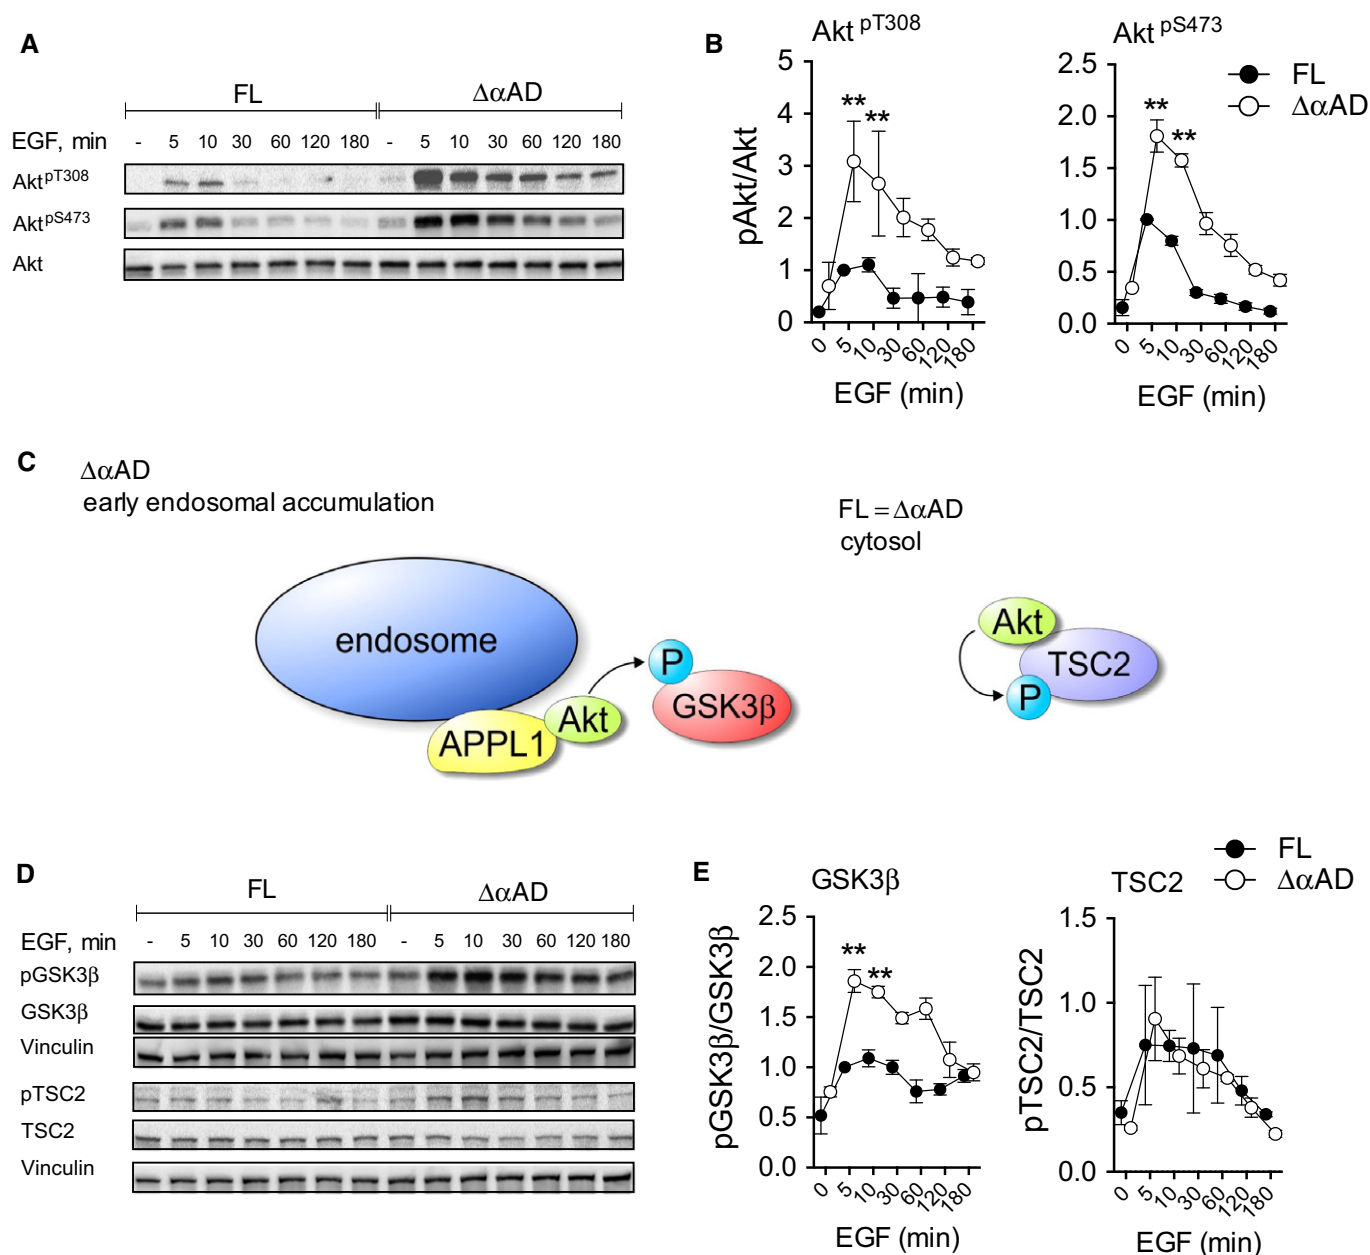 A
FL
ΔαAD
EGF, min - 5 10 30 60 120 180 - 5 10 30 60 120 180
Akt pT308
Akt pS473
Akt
B
Akt pT308
Akt pS473
FL
ΔαAD
pAkt/Akt
5
4
3
2
1
0
** **
0 5 10 30 60 120 180
EGF (min)
2.5
2.0
1.5
1.0
0.5
0.0
** **
0 5 10 30 60 120 180
EGF (min)
C
ΔαAD
early endosomal accumulation
FL = ΔαAD
cytosol
endosome
APPL1
Akt
P
GSK3β
Akt
TSC2
P
D
FL
ΔαAD
EGF, min - 5 10 30 60 120 180 - 5 10 30 60 120 180
pGSK3β
GSK3β
Vinculin
pTSC2
TSC2
Vinculin
E
GSK3β
TSC2
FL
ΔαAD
pGSK3β/GSK3β
2.5
2.0
1.5
1.0
0.5
0.0
** **
0 5 10 30 60 120 180
EGF (min)
pTSC2/TSC2
1.5
1.0
0.5
0.0
0 5 10 30 60 120 180
EGF (min)